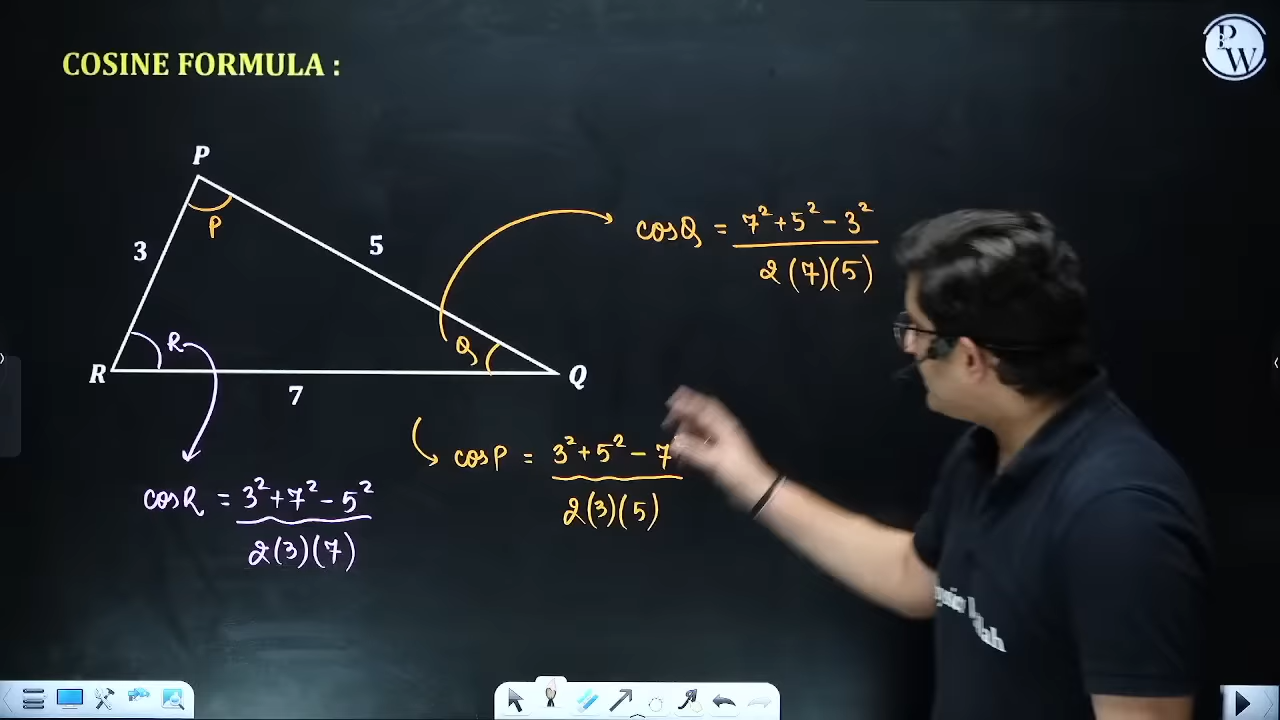 COSINE FORMULA :
PW
P
P
3
5
cosQ = 7² + 5² - 3² / 2(7)(5)
R
Q
R
7
Q
cosP = 3² + 5² - 7 / 2(3)(5)
cosR = 3² + 7² - 5² / 2(3)(7)